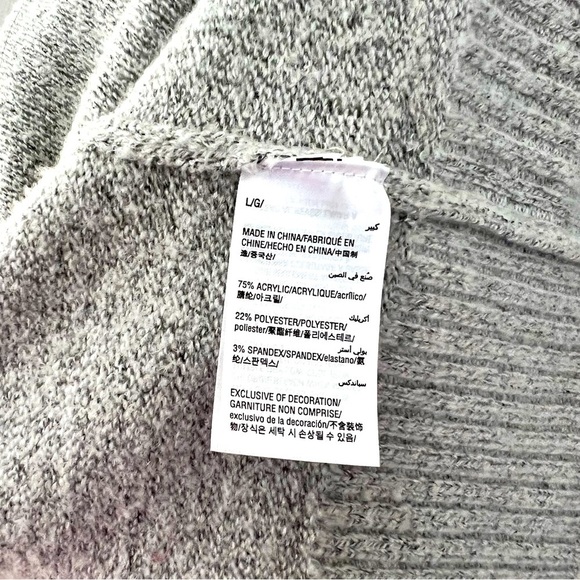 L/G/
كبير
MADE IN CHINA/FABRIQUÉ EN
CHINE/HECHO EN CHINA/中国制
造/중국산/
صُنع في الصين
75% ACRYLIC/ACRYLIQUE/acrílico/
腈纶/아크릴/
أكريليك
22% POLYESTER/POLYESTER/
poliester/聚酯纤维/폴리에스테르/
بولي أستر
3% SPANDEX/SPANDEX/elastano/氨
纶/스판덱스/
سباندكس
EXCLUSIVE OF DECORATION/
GARNITURE NON COMPRISE/
exclusivo de la decoración/不含装饰
物/장식은 세탁 시 손상될 수 있음/